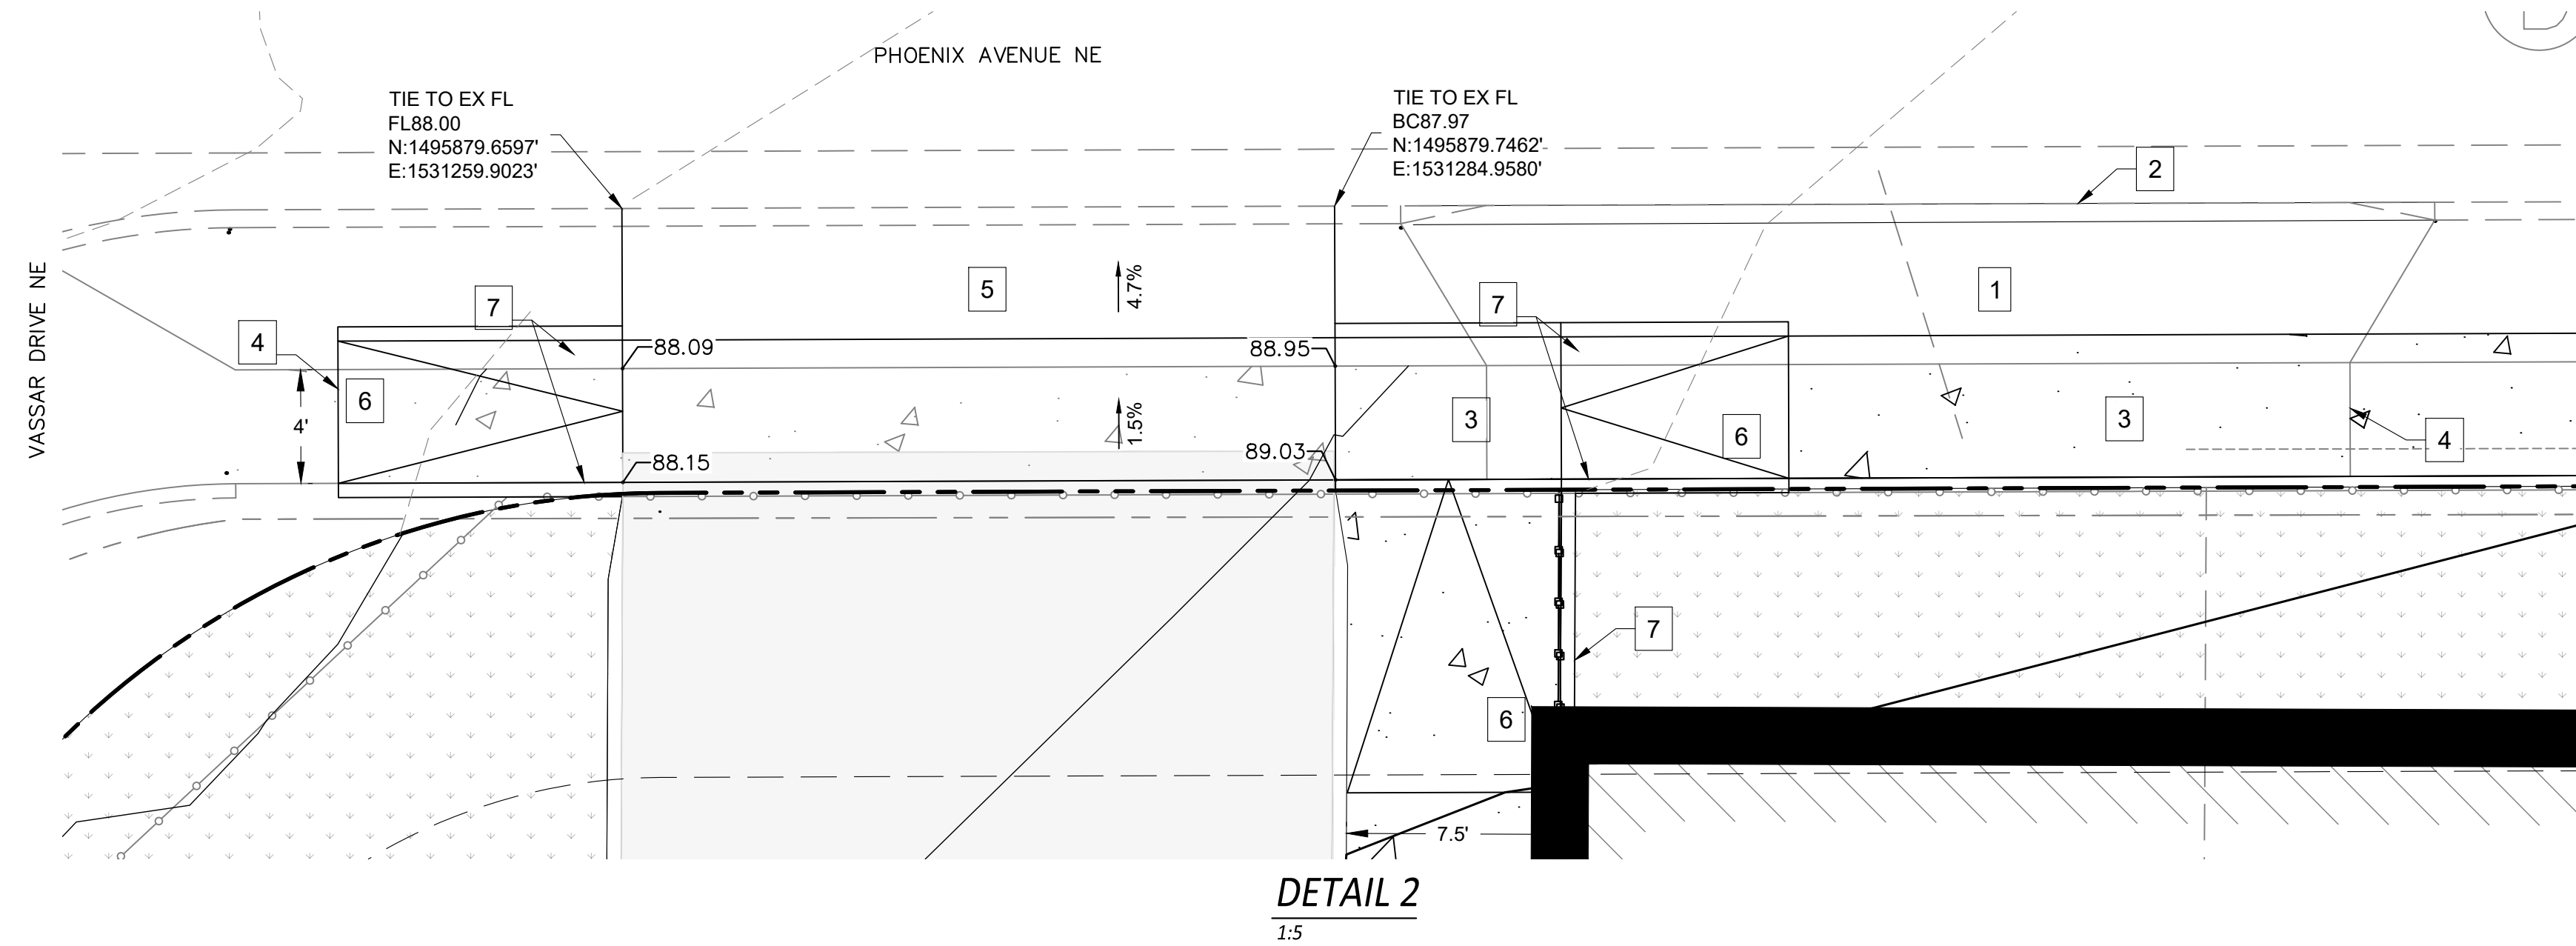 PHOENIX AVENUE NE
D
TIE TO EX FL
FL88.00
N:1495879.6597'
E:1531259.9023'
TIE TO EX FL
BC87.97
N:1495879.7462'
E:1531284.9580'
2
VASSAR DRIVE NE
7
5
4.7%
7
1
4
88.09
88.95
6
4'
1.5%
3
6
3
4
88.15
89.03
7
6
7.5'
DETAIL 2
1:5